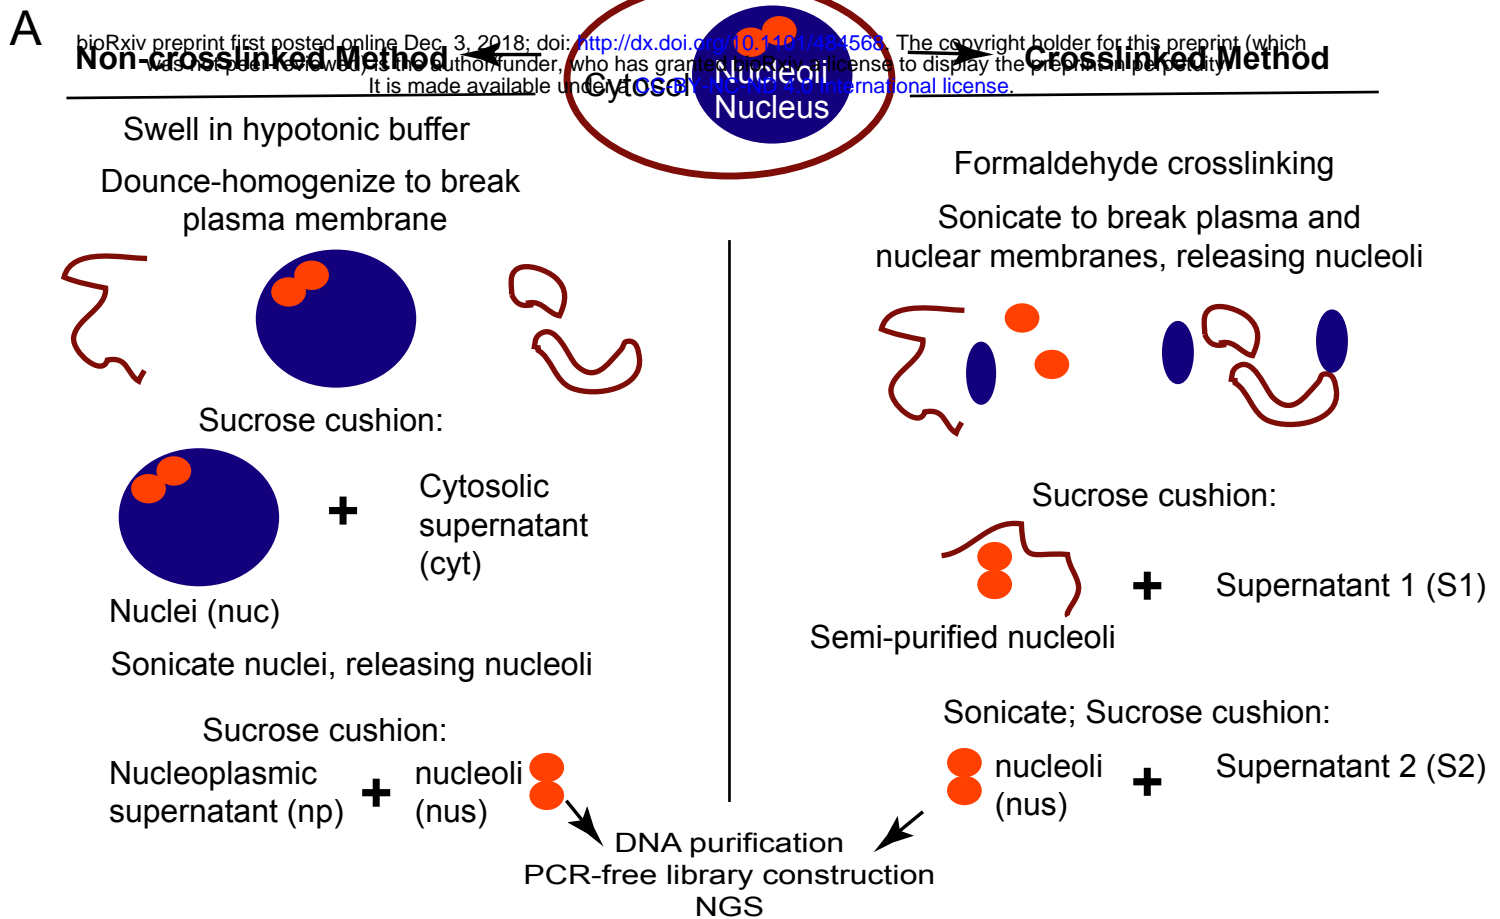 A
bioRxiv preprint first posted online Dec. 3, 2018; doi: http://dx.doi.org/10.1101/484568. The copyright holder for this preprint (which
was not peer-reviewed) is the author/funder, who has granted bioRxiv a license to display the preprint in perpetuity.
It is made available under a CC-BY-NC-ND 4.0 International license.
Non-crosslinked Method
Crosslinked Method
Cytosol
Nucleoli
Nucleus
Swell in hypotonic buffer
Dounce-homogenize to break
plasma membrane
Sucrose cushion:
Cytosolic
supernatant
(cyt)
+
Nuclei (nuc)
Sonicate nuclei, releasing nucleoli
Sucrose cushion:
Nucleoplasmic
supernatant (np)
+
nucleoli
(nus)
Formaldehyde crosslinking
Sonicate to break plasma and
nuclear membranes, releasing nucleoli
Sucrose cushion:
+
Supernatant 1 (S1)
Semi-purified nucleoli
Sonicate; Sucrose cushion:
nucleoli
(nus)
+
Supernatant 2 (S2)
DNA purification
PCR-free library construction
NGS